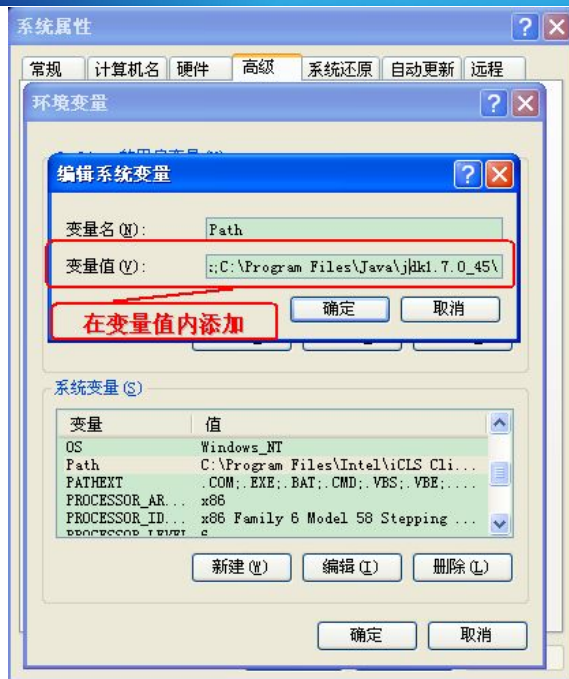 系统属性
常规 计算机名 硬件 高级 系统还原 自动更新 远程
环境变量
编辑系统变量
变量名(N): Path
变量值(V): :;C:\Program Files\Java\jdk1.7.0_45\
在变量值内添加
确定 取消
系统变量(S)
变量 值
OS Windows_NT
Path C:\Program Files\Intel\iCLS Cli...
PATHEXT .COM;.EXE;.BAT;.CMD;.VBS;.VBE;....
PROCESSOR_AR... x86
PROCESSOR_ID... x86 Family 6 Model 58 Stepping ...
新建(W) 编辑(I) 删除(L)
确定 取消